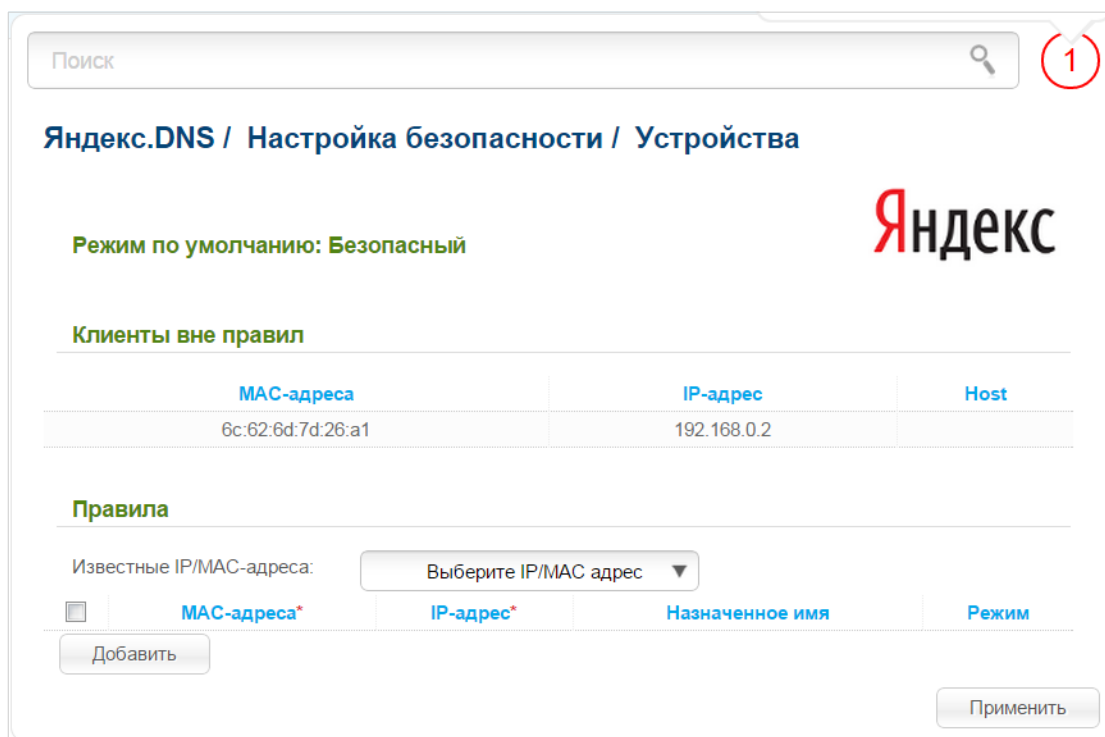 Поиск
1
Яндекс.DNS / Настройка безопасности / Устройства
Яндекс
Режим по умолчанию: Безопасный
Клиенты вне правил
MAC-адреса IP-адрес Host
6c:62:6d:7d:26:a1 192.168.0.2
Правила
Известные IP/MAC-адреса: Выберите IP/MAC адрес ▼
MAC-адреса* IP-адрес* Назначенное имя Режим
Добавить
Применить